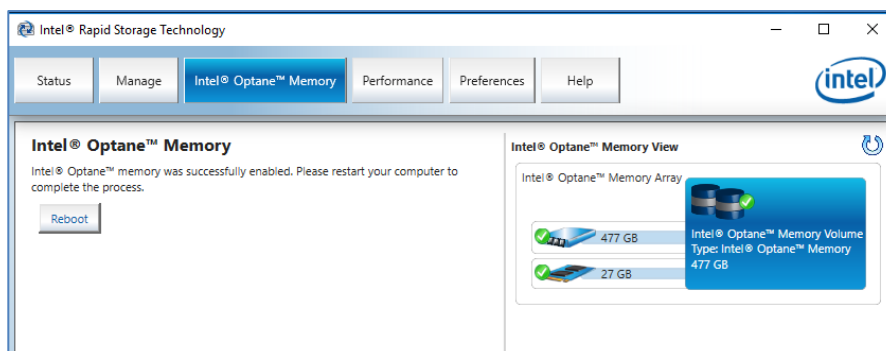 Intel® Rapid Storage Technology
Status
Manage
Intel® Optane™ Memory
Performance
Preferences
Help
intel
Intel® Optane™ Memory
Intel® Optane™ memory was successfully enabled. Please restart your computer to
complete the process.
Reboot
Intel® Optane™ Memory View
Intel® Optane™ Memory Array
477 GB
27 GB
Intel® Optane™ Memory Volume
Type: Intel® Optane™ Memory
477 GB